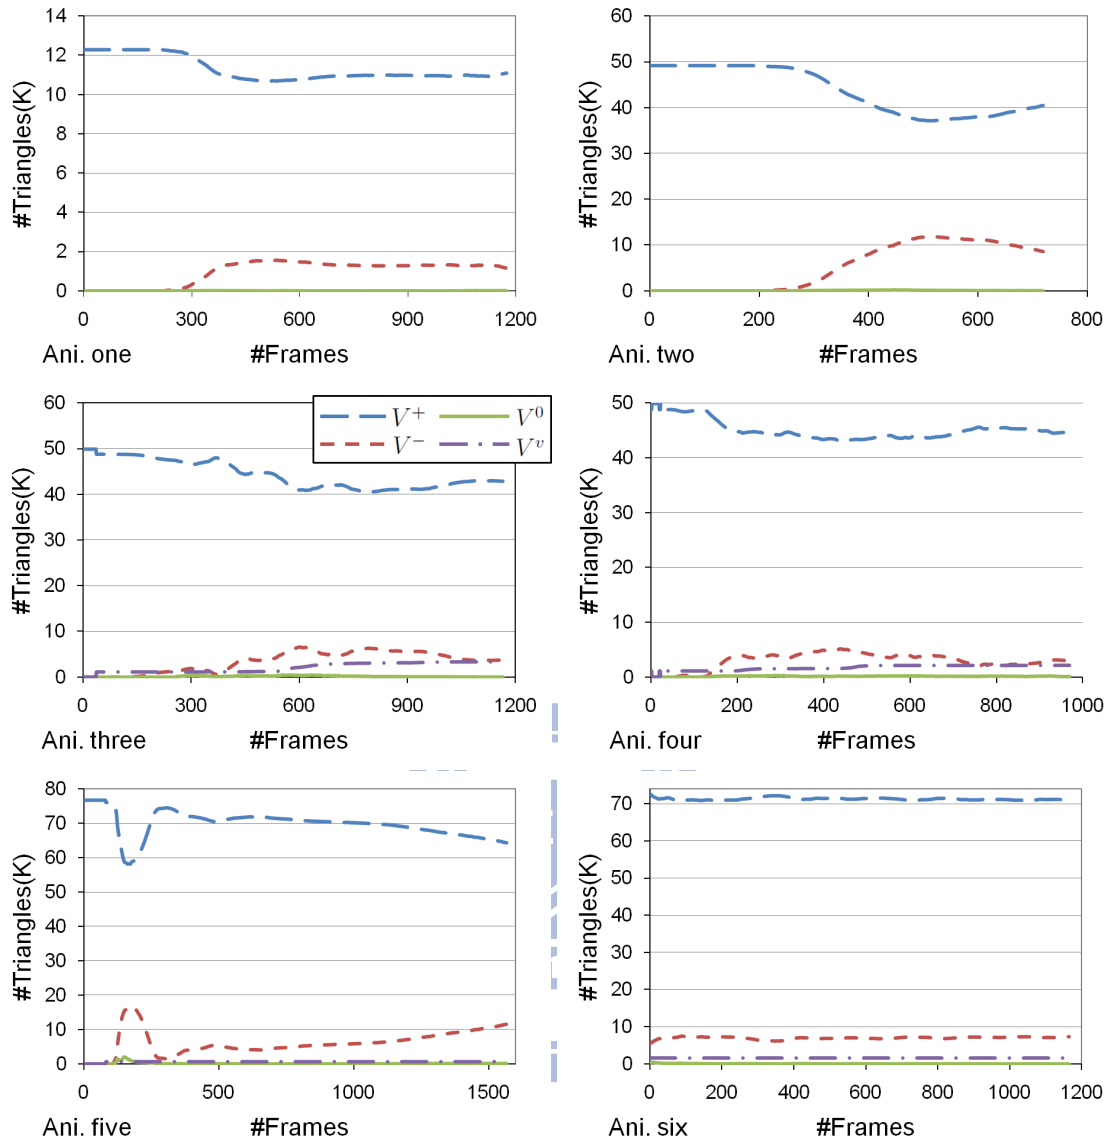 14
12
10
8
6
4
2
0
#Triangles(K)
0 300 600 900 1200
Ani. one #Frames
60
50
40
30
20
10
0
#Triangles(K)
0 200 400 600 800
Ani. two #Frames
60
50
40
30
20
10
0
#Triangles(K)
V⁺ V⁰
V⁻ Vᵛ
0 300 600 900 1200
Ani. three #Frames
50
40
30
20
10
0
#Triangles(K)
0 200 400 600 800 1000
Ani. four #Frames
80
70
60
50
40
30
20
10
0
#Triangles(K)
0 500 1000 1500
Ani. five #Frames
70
60
50
40
30
20
10
0
#Triangles(K)
0 200 400 600 800 1000 1200
Ani. six #Frames